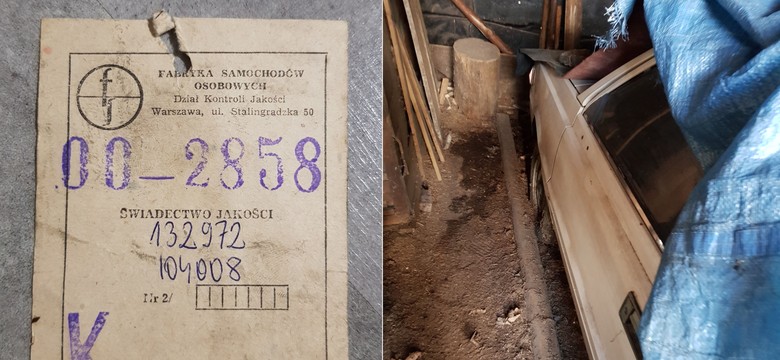 FABRYKA SAMOCHODÓW
OSOBOWYCH
Dział Kontroli Jakości
Warszawa, ul. Stalingradzka 50
00-2858
ŚWIADECTWO JAKOŚCI
132972
104008
Nr 2/
K